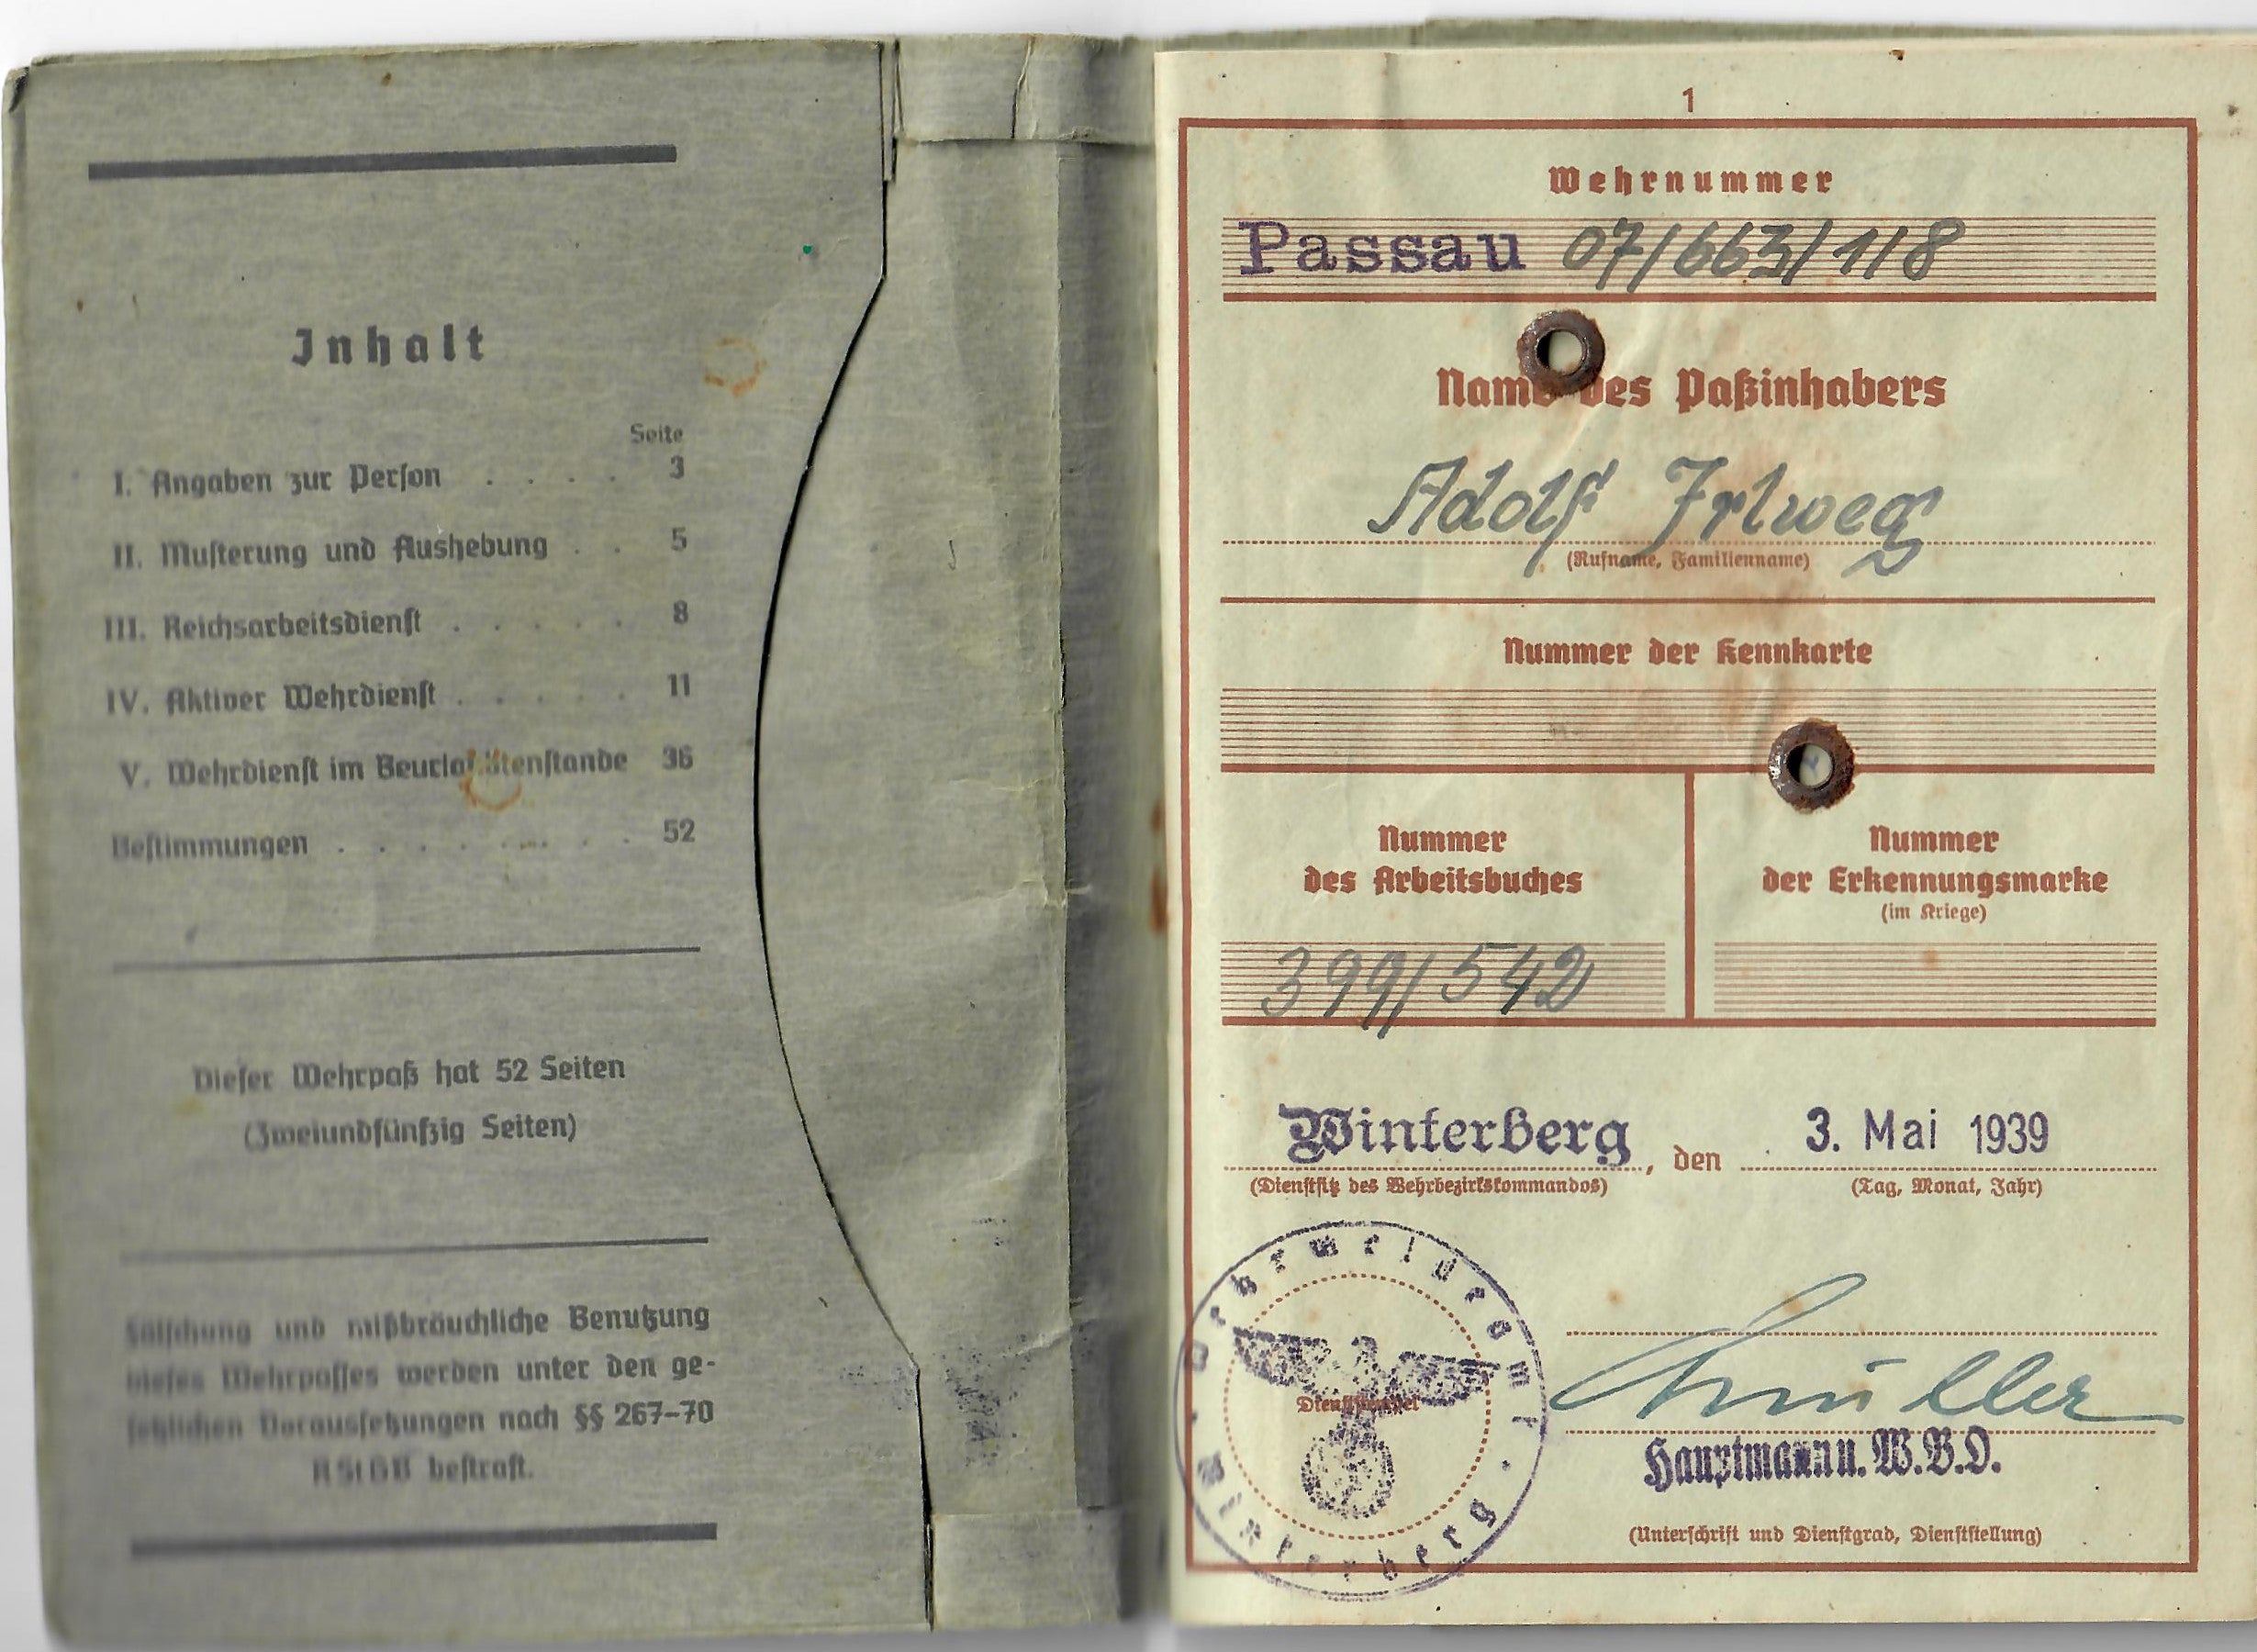 Inhalt
Seite
I. Angaben zur Person . . . . 3
II. Musterung und Aushebung . . 5
III. Reichsarbeitsdienst . . . . . 8
IV. Aktiver Wehrdienst . . . . . 11
V. Wehrdienst im Beurlaubtenstande 36
Bestimmungen . . . . . . . . 52
Dieser Wehrpaß hat 52 Seiten
(Zweiundfünfzig Seiten)
Fälschung und mißbräuchliche Benutzung
dieses Wehrpasses werden unter den ge-
setzlichen Voraussetzungen nach §§ 267-70
RStGB bestraft.
1
Wehrnummer
Passau 07/663/1/8
Name des Paßinhabers
Adolf Irlweg
(Rufname, Familienname)
Nummer der Kennkarte
Nummer
des Arbeitsbuches
Nummer
der Erkennungsmarke
(im Kriege)
399/542
Winterberg, den 3. Mai 1939
(Dienstsitz des Wehrbezirkskommandos) (Tag, Monat, Jahr)
Wehrmeldeamt
Winterberg
Dienststempel
Hauptmann u. W.B.O.
(Unterschrift und Dienstgrad, Dienststellung)